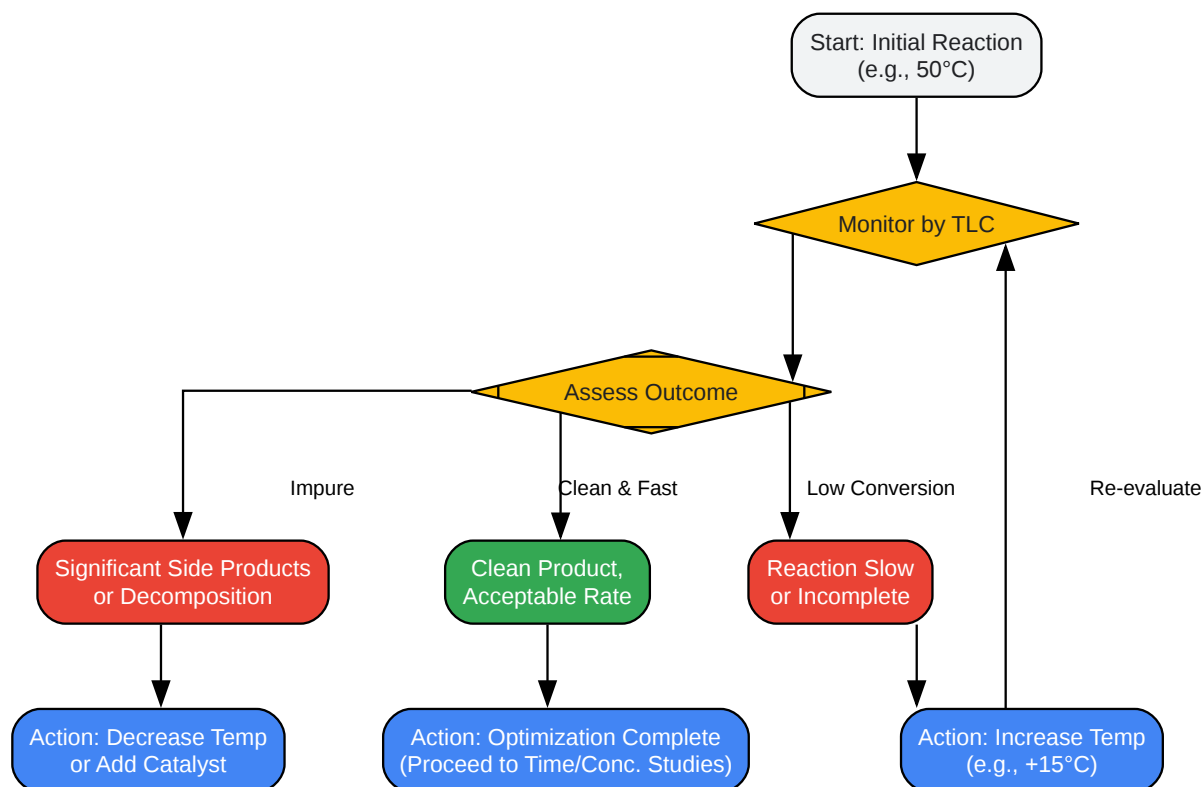 Start: Initial Reaction
(e.g., 50°C)
Monitor by TLC
Assess Outcome
Impure
Clean & Fast
Low Conversion
Re-evaluate
Significant Side Products
or Decomposition
Clean Product,
Acceptable Rate
Reaction Slow
or Incomplete
Action: Decrease Temp
or Add Catalyst
Action: Optimization Complete
(Proceed to Time/Conc. Studies)
Action: Increase Temp
(e.g., +15°C)